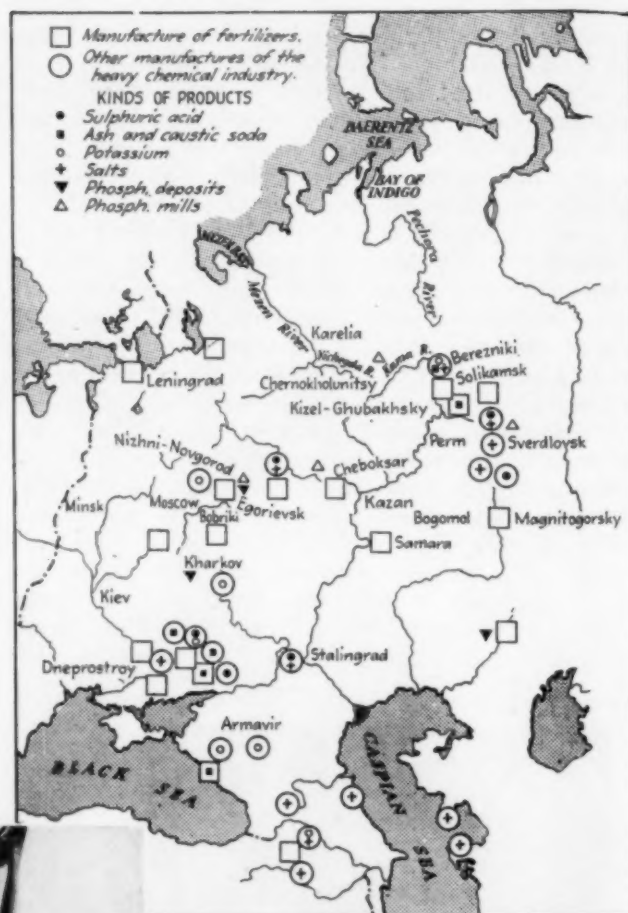 Manufacture of fertilizers.
Other manufactures of the
heavy chemical industry.
KINDS OF PRODUCTS
Sulphuric acid
Ash and caustic soda
Potassium
Salts
Phosph. deposits
Phosph. mills
BAERENTZ
SEA
BAY OF
INDIGO
Pechora
River
Mezen River
Karelia
Kama R.
Berezniki
Leningrad
Chernokholunitsy
Solikamsk
Kizel-Ghubakhsky
Nizhni-Novgorod
Perm
Sverdlovsk
Cheboksar
Minsk
Moscow
Egorievsk
Kazan
Bobriki
Bogomol
Magnitogorsky
Samara
Kharkov
Kiev
Dneprostroy
Stalingrad
Armavir
BLACK SEA
CASPIAN
SEA